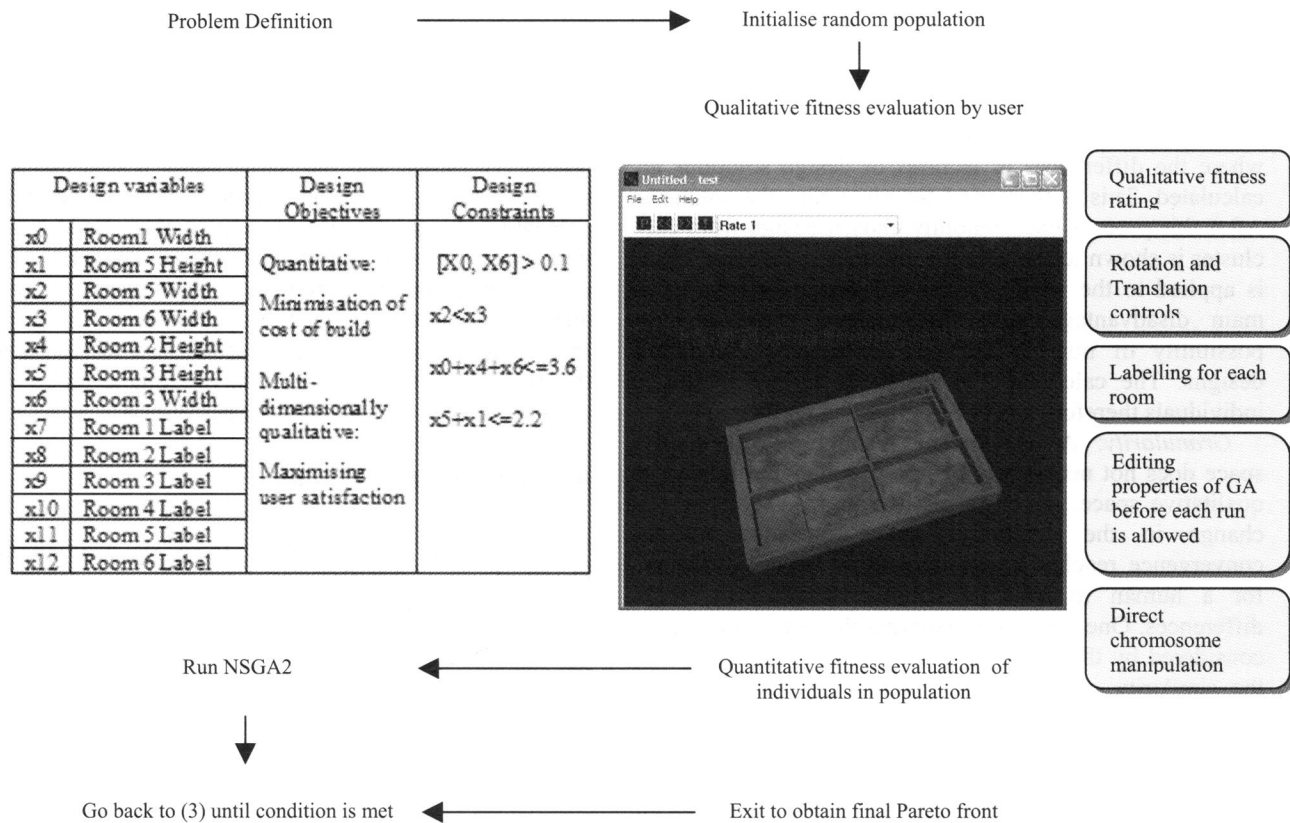 Problem Definition
Initialise random population
Qualitative fitness evaluation by user
Design variables
Design
Objectives
Design
Constraints
x0 Room1 Width
x1 Room 5 Height
x2 Room 5 Width
x3 Room 6 Width
x4 Room 2 Height
x5 Room 3 Height
x6 Room 3 Width
x7 Room 1 Label
x8 Room 2 Label
x9 Room 3 Label
x10 Room 4 Label
x11 Room 5 Label
x12 Room 6 Label
Quantitative:
Minimisation of
cost of build
Multi-
dimensionally
qualitative:
Maximising
user satisfaction
[X0, X6] > 0.1
x2<x3
x0+x4+x6<=3.6
x5+x1<=2.2
Untitled - test
File Edit Help
Rate 1
Qualitative fitness
rating
Rotation and
Translation
controls
Labelling for each
room
Editing
properties of GA
before each run
is allowed
Direct
chromosome
manipulation
Run NSGA2
Quantitative fitness evaluation of
individuals in population
Go back to (3) until condition is met
Exit to obtain final Pareto front